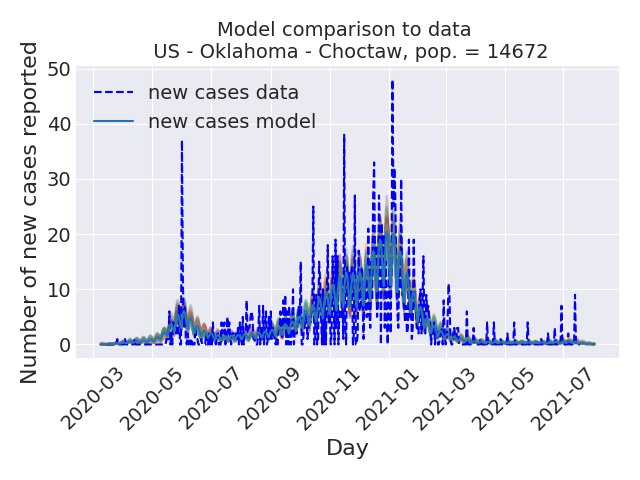 Model comparison to data
US - Oklahoma - Choctaw, pop. = 14672
Number of new cases reported
50
40
30
20
10
0
new cases data
new cases model
2020-03
2020-05
2020-07
2020-09
2020-11
2021-01
2021-03
2021-05
2021-07
Day